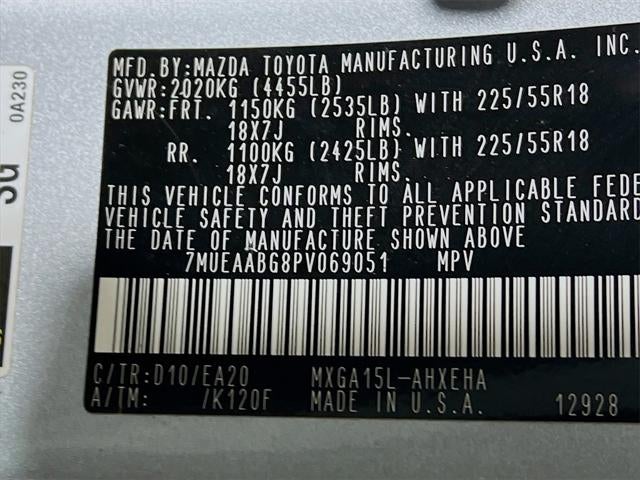 MFD.BY:MAZDA TOYOTA MANUFACTURING U.S.A. INC.
GVWR:2020KG (4455LB)
GAWR:FRT. 1150KG (2535LB) WITH 225/55R18
18X7J RIMS.
RR. 1100KG (2425LB) WITH 225/55R18
18X7J RIMS.
THIS VEHICLE CONFORMS TO ALL APPLICABLE FEDE
VEHICLE SAFETY AND THEFT PREVENTION STANDARD
THE DATE OF MANUFACTURE SHOWN ABOVE
7MUEAABG8PV069051 MPV
C/TR:D10/EA20 MXGA15L-AHXEHA
A/TM: /K120F MADE IN U.S.A. 12928
0A230
SG